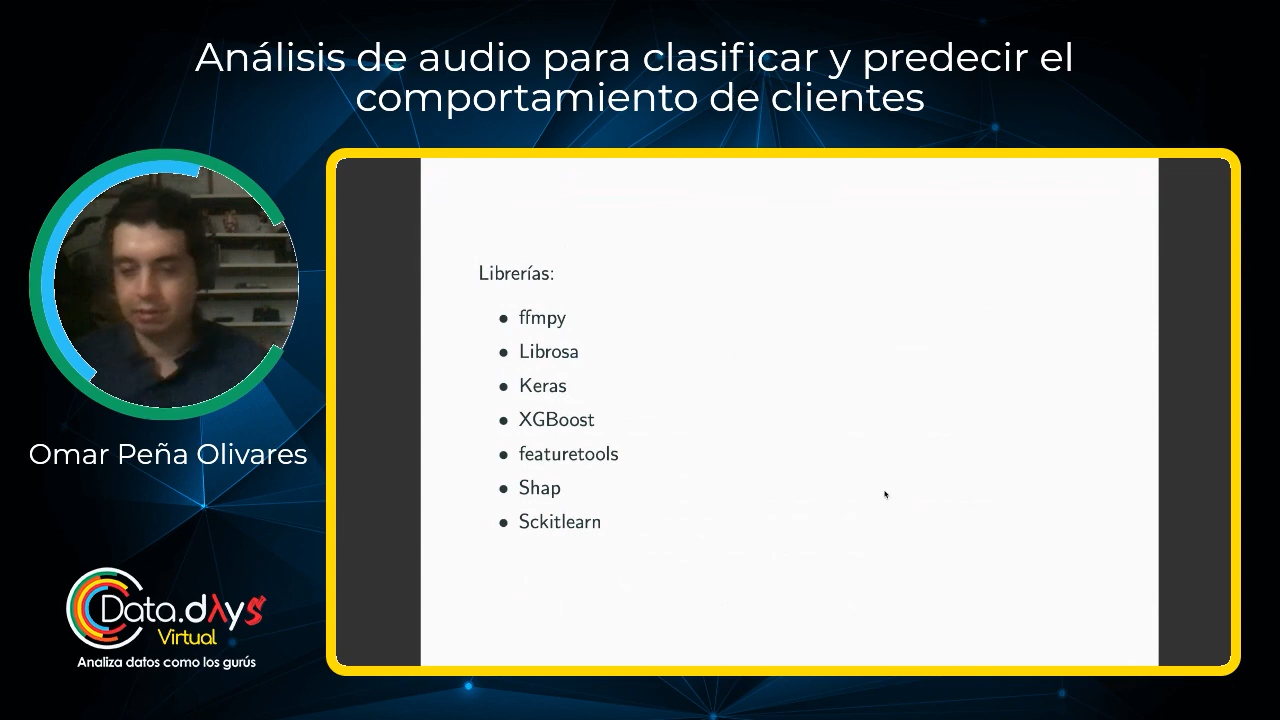 Análisis de audio para clasificar y predecir el
comportamiento de clientes
Librerías:
ffmpy
Librosa
Keras
XGBoost
featuretools
Shap
Sckitlearn
Omar Peña Olivares
Data.dλys
Virtual
Analiza datos como los gurús